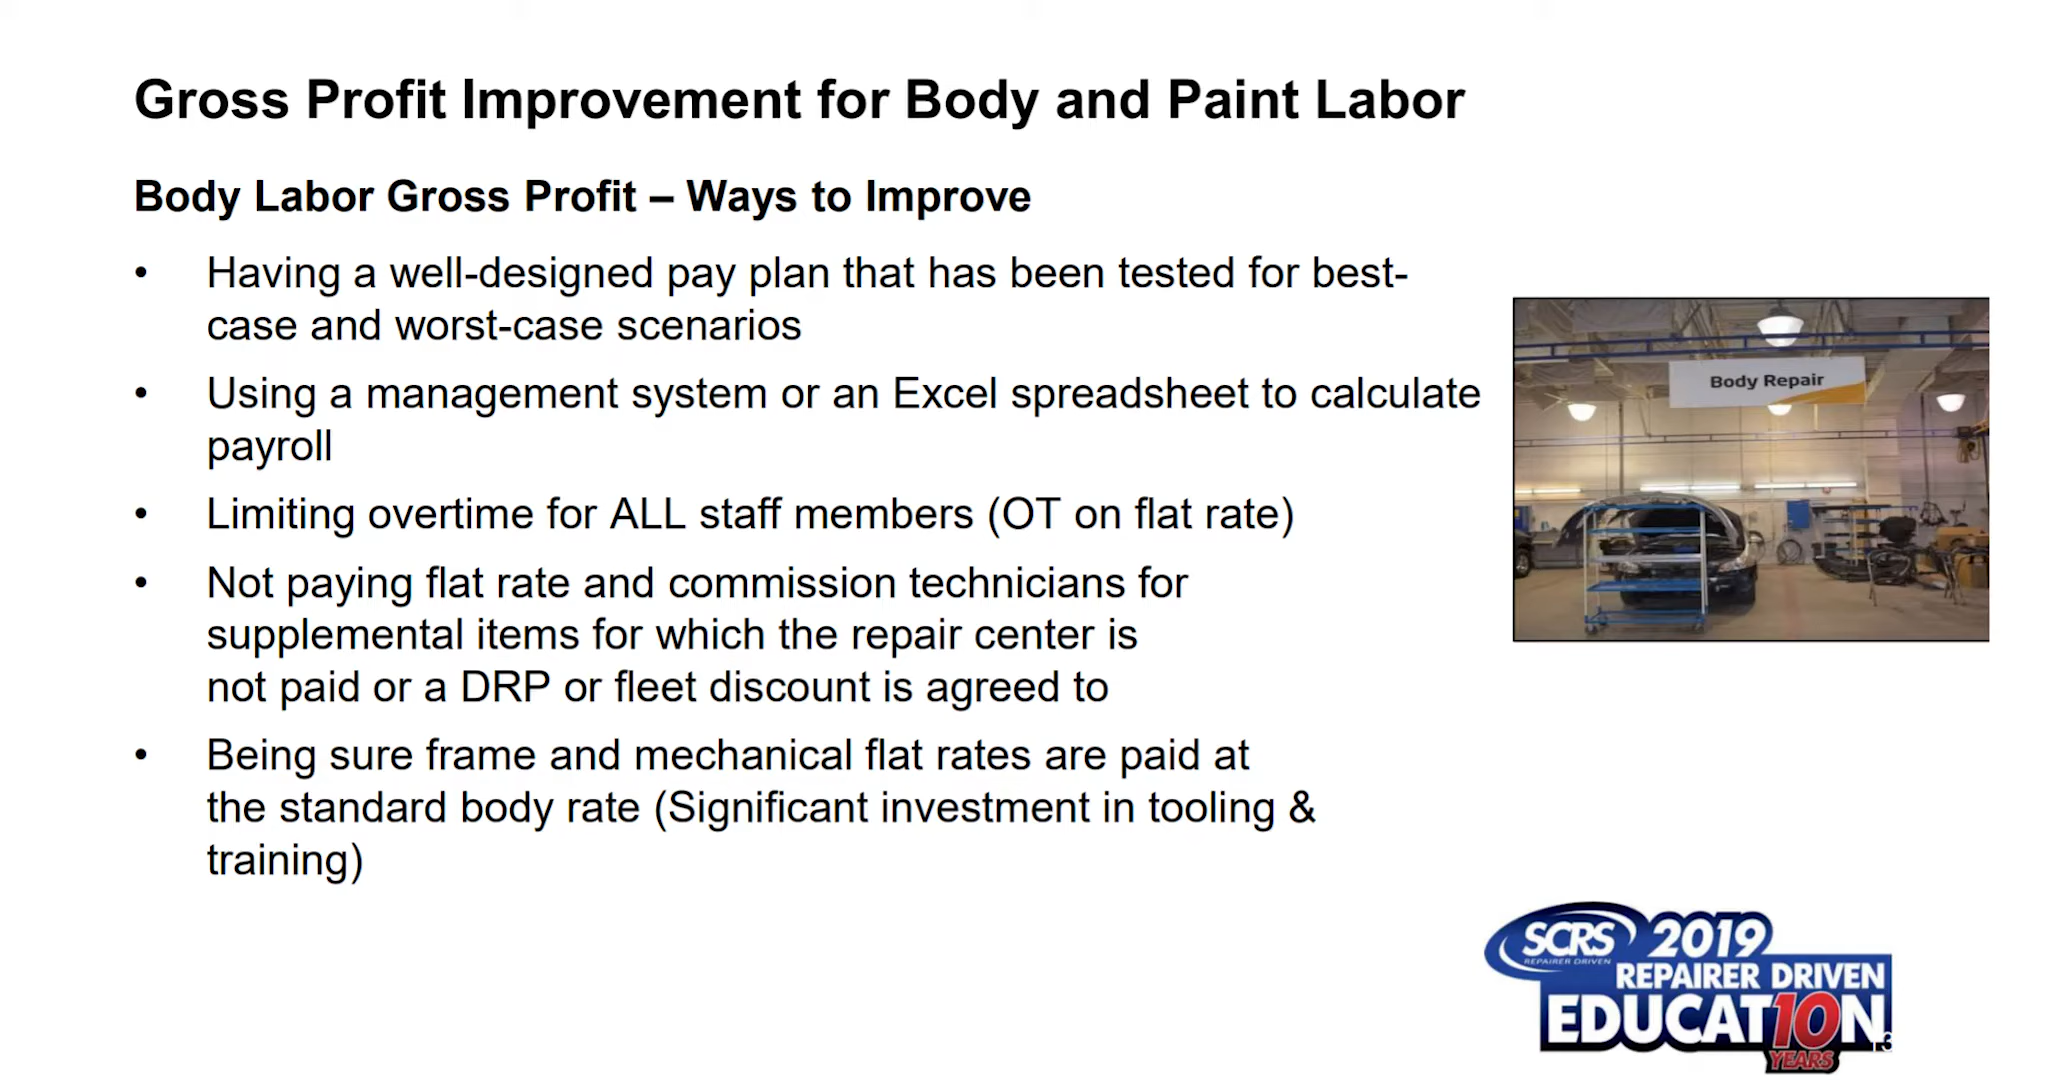 Gross Profit Improvement for Body and Paint Labor
Body Labor Gross Profit – Ways to Improve
• Having a well-designed pay plan that has been tested for best-
case and worst-case scenarios
• Using a management system or an Excel spreadsheet to calculate
payroll
• Limiting overtime for ALL staff members (OT on flat rate)
• Not paying flat rate and commission technicians for
supplemental items for which the repair center is
not paid or a DRP or fleet discount is agreed to
• Being sure frame and mechanical flat rates are paid at
the standard body rate (Significant investment in tooling &
training)
Body Repair
SCRS
REPAIRER DRIVEN
2019
REPAIRER DRIVEN
EDUCAT10N
YEARS
13